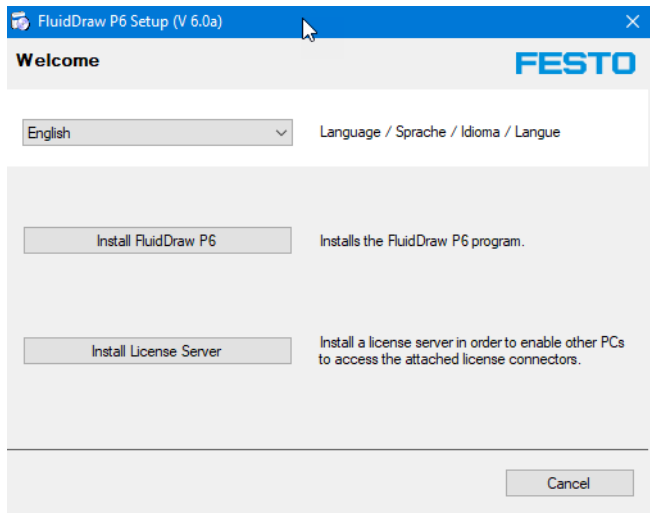 FluidDraw P6 Setup (V 6.0a)
Welcome
FESTO
English
Language / Sprache / Idioma / Langue
Install FluidDraw P6
Installs the FluidDraw P6 program.
Install License Server
Install a license server in order to enable other PCs
to access the attached license connectors.
Cancel